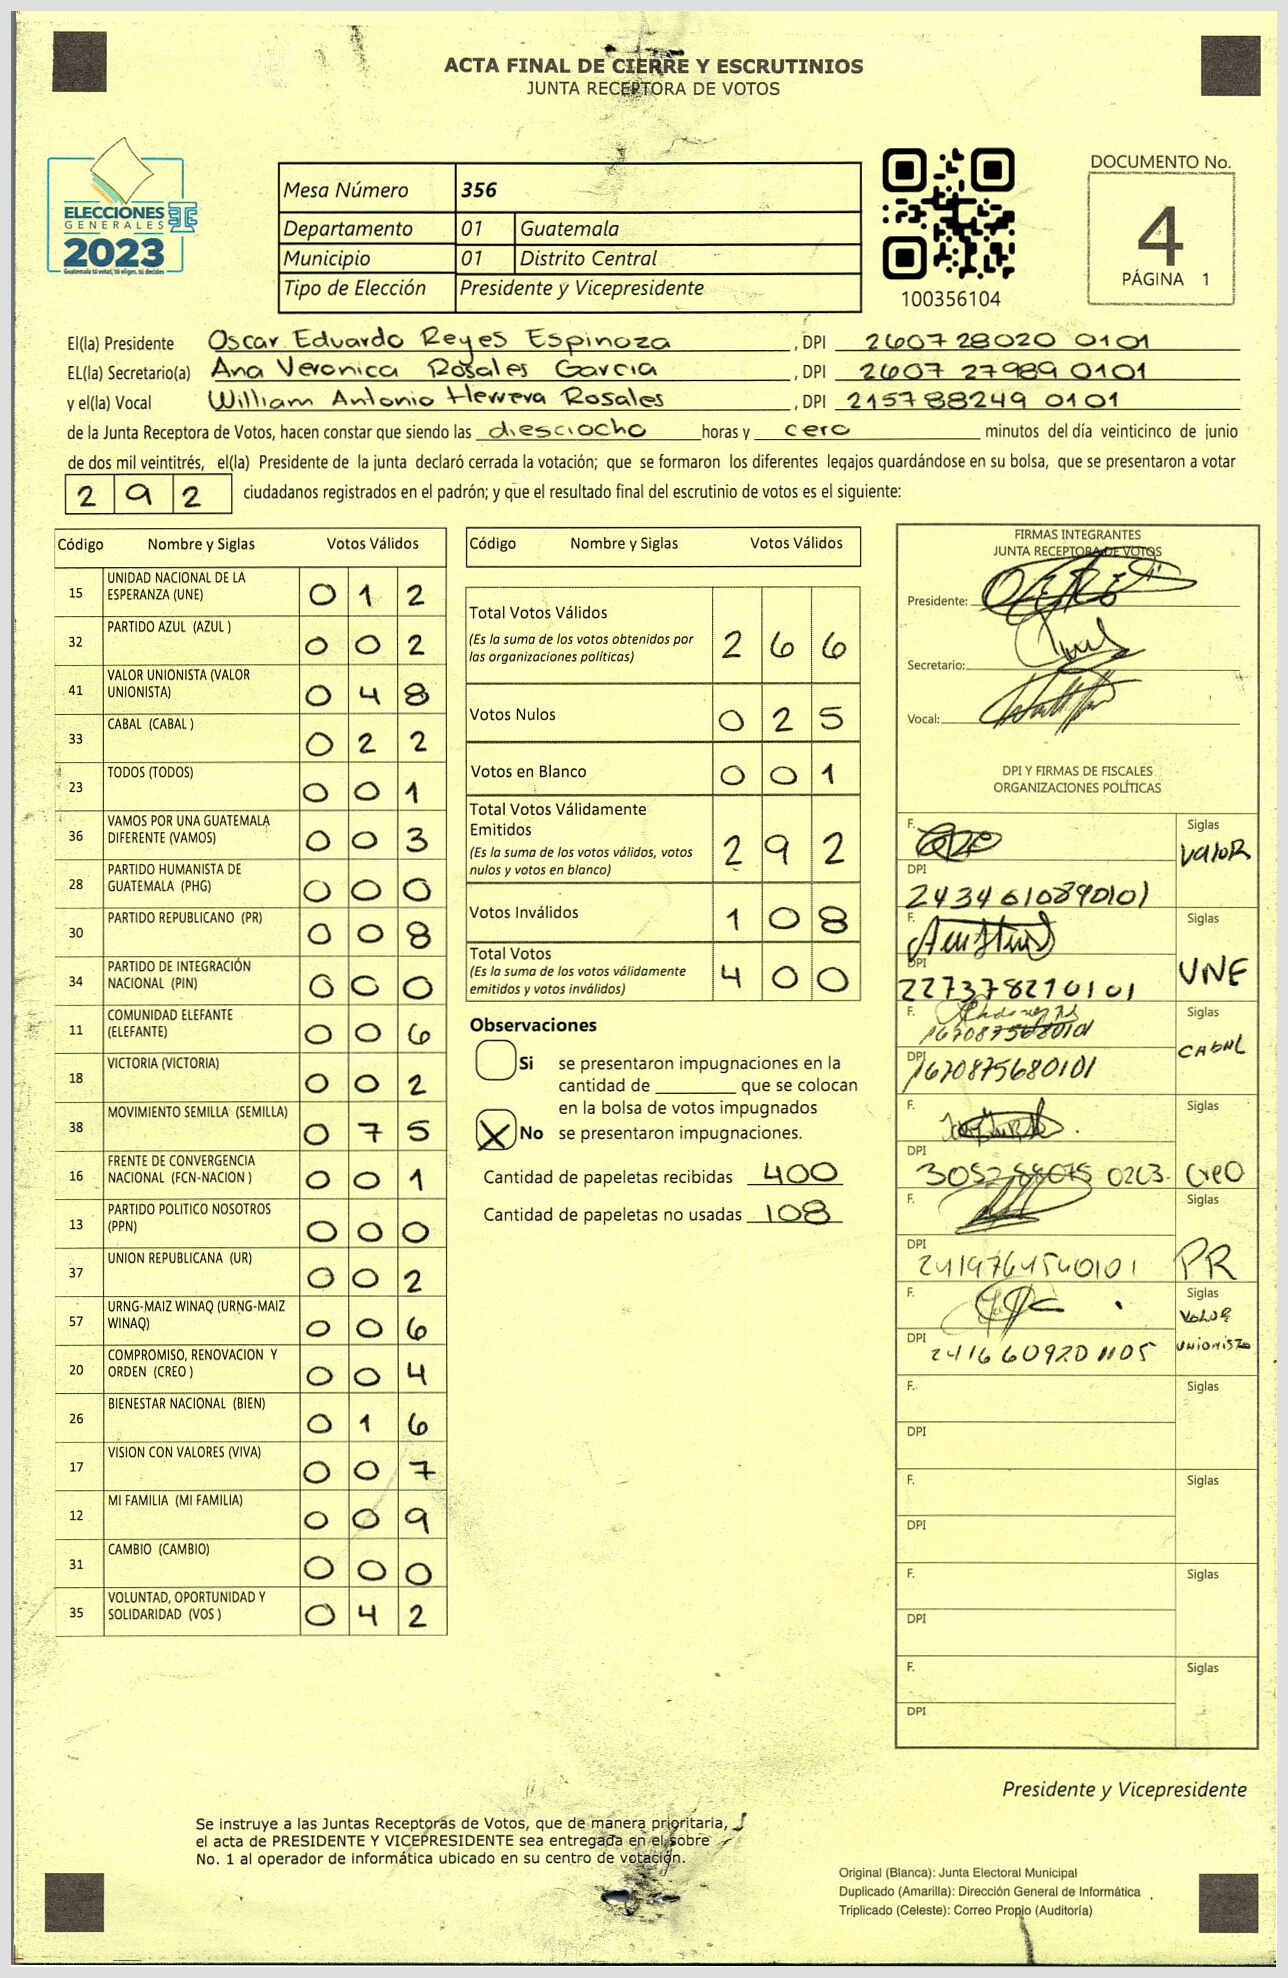 ACTA FINAL DE CIERRE Y ESCRUTINIOS
JUNTA RECEPTORA DE VOTOS
ELECCIONES
GENERALES
2023
Guatemala tú votas, tú eliges, tú decides
Mesa Número 356
Departamento 01 Guatemala
Municipio 01 Distrito Central
Tipo de Elección Presidente y Vicepresidente
100356104
DOCUMENTO No.
4
PÁGINA 1
El(la) Presidente Oscar Eduardo Reyes Espinoza, DPI 260728020 0101
EL(la) Secretario(a) Ana Veronica Rosales Garcia, DPI 2607 27989 0101
y el(la) Vocal William Antonio Herrera Rosales, DPI 215788249 0101
de la Junta Receptora de Votos, hacen constar que siendo las diesciocho horas y cero minutos del día veinticinco de junio
de dos mil veintitrés, el(la) Presidente de la junta declaró cerrada la votación; que se formaron los diferentes legajos guardándose en su bolsa, que se presentaron a votar
2 9 2 ciudadanos registrados en el padrón; y que el resultado final del escrutinio de votos es el siguiente:
Código Nombre y Siglas Votos Válidos
15 UNIDAD NACIONAL DE LA ESPERANZA (UNE) 0 1 2
32 PARTIDO AZUL (AZUL ) 0 0 2
41 VALOR UNIONISTA (VALOR UNIONISTA) 0 4 8
33 CABAL (CABAL ) 0 2 2
23 TODOS (TODOS) 0 0 1
36 VAMOS POR UNA GUATEMALA DIFERENTE (VAMOS) 0 0 3
28 PARTIDO HUMANISTA DE GUATEMALA (PHG) 0 0 0
30 PARTIDO REPUBLICANO (PR) 0 0 8
34 PARTIDO DE INTEGRACIÓN NACIONAL (PIN) 0 0 0
11 COMUNIDAD ELEFANTE (ELEFANTE) 0 0 6
18 VICTORIA (VICTORIA) 0 0 2
38 MOVIMIENTO SEMILLA (SEMILLA) 0 7 5
16 FRENTE DE CONVERGENCIA NACIONAL (FCN-NACION ) 0 0 1
13 PARTIDO POLITICO NOSOTROS (PPN) 0 0 0
37 UNION REPUBLICANA (UR) 0 0 2
57 URNG-MAIZ WINAQ (URNG-MAIZ WINAQ) 0 0 6
20 COMPROMISO, RENOVACION Y ORDEN (CREO ) 0 0 4
26 BIENESTAR NACIONAL (BIEN) 0 1 6
17 VISION CON VALORES (VIVA) 0 0 7
12 MI FAMILIA (MI FAMILIA) 0 0 9
31 CAMBIO (CAMBIO) 0 0 0
35 VOLUNTAD, OPORTUNIDAD Y SOLIDARIDAD (VOS ) 0 4 2
Código Nombre y Siglas Votos Válidos
Total Votos Válidos 2 6 6
(Es la suma de los votos obtenidos por
las organizaciones políticas)
Votos Nulos 0 2 5
Votos en Blanco 0 0 1
Total Votos Válidamente
Emitidos 2 9 2
(Es la suma de los votos válidos, votos
nulos y votos en blanco)
Votos Inválidos 1 0 8
Total Votos 4 0 0
(Es la suma de los votos válidamente
emitidos y votos inválidos)
Observaciones
Si se presentaron impugnaciones en la
cantidad de ________ que se colocan
en la bolsa de votos impugnados
X No se presentaron impugnaciones.
Cantidad de papeletas recibidas 400
Cantidad de papeletas no usadas 108
FIRMAS INTEGRANTES
JUNTA RECEPTORA DE VOTOS
Presidente:
Secretario:
Vocal:
DPI Y FIRMAS DE FISCALES
ORGANIZACIONES POLÍTICAS
F. Siglas VALOR
DPI 2434610890101
F. Siglas UNE
DPI 227378270101
F. 1670875680101 Siglas CABAL
DPI 1670875680101
F. Siglas CREO
DPI
F. Siglas PR
DPI 2419764540101
F. Siglas VALOR UNIONISTA
DPI 2416 60920 1105
F. Siglas
DPI
F. Siglas
DPI
F. Siglas
DPI
F. Siglas
DPI
Presidente y Vicepresidente
Se instruye a las Juntas Receptoras de Votos, que de manera prioritaria,
el acta de PRESIDENTE Y VICEPRESIDENTE sea entregada en el sobre
No. 1 al operador de informática ubicado en su centro de votación.
Original (Blanca): Junta Electoral Municipal
Duplicado (Amarilla): Dirección General de Informática
Triplicado (Celeste): Correo Propio (Auditoría)